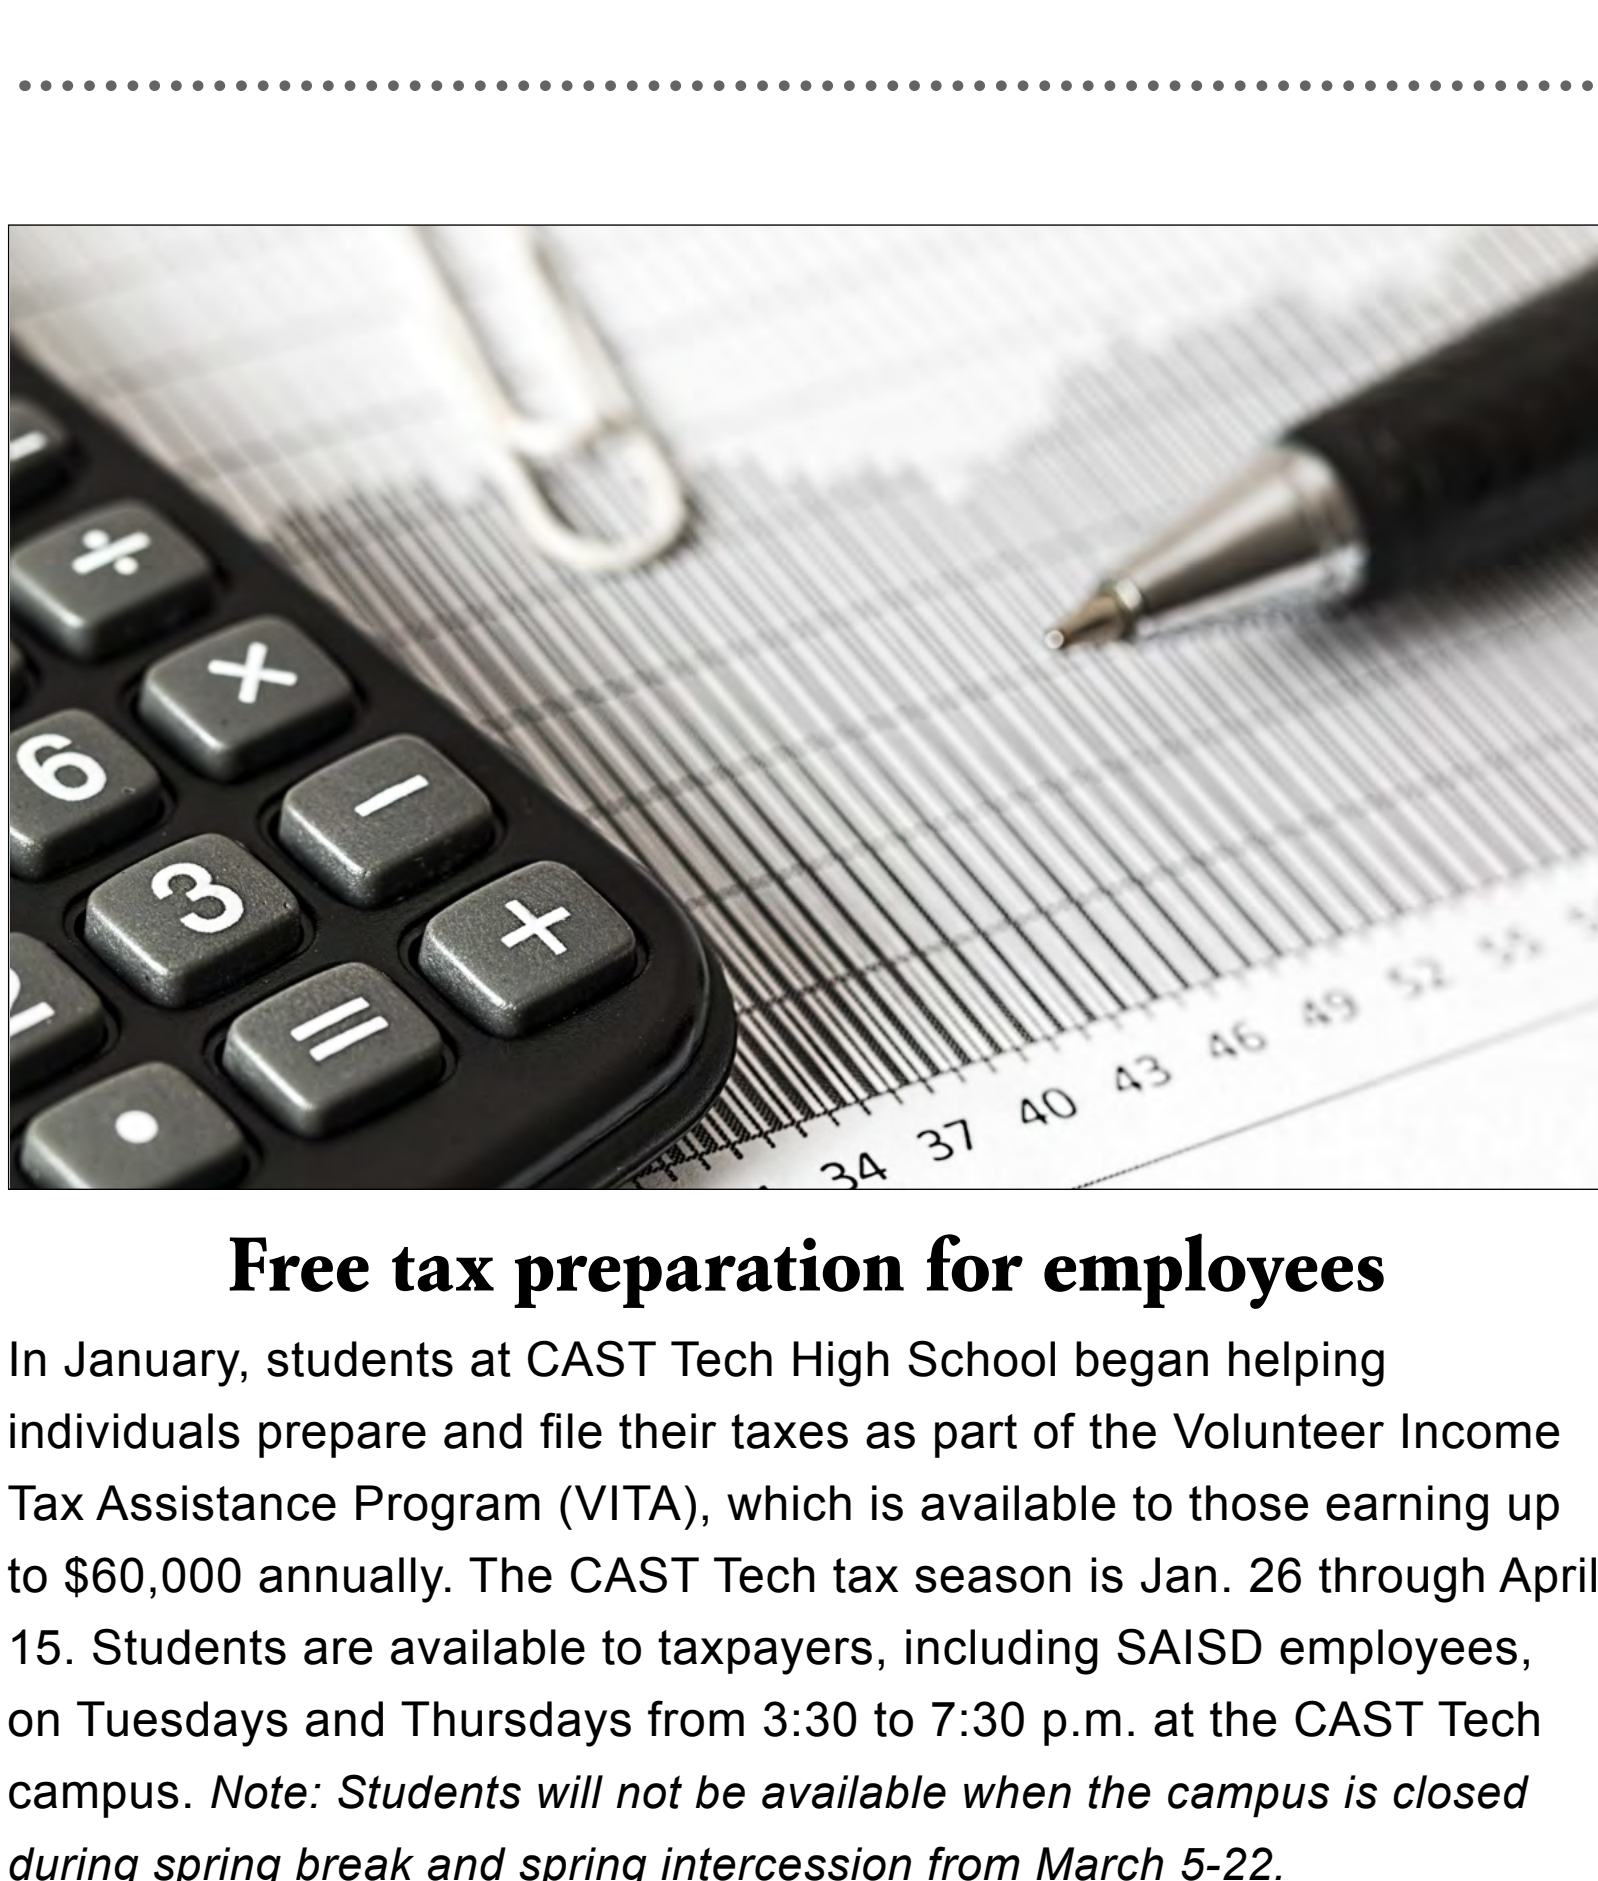 ÷
×
6
−
3
+
=
34 37 40 43 46 49 52 55
Free tax preparation for employees
In January, students at CAST Tech High School began helping
individuals prepare and file their taxes as part of the Volunteer Income
Tax Assistance Program (VITA), which is available to those earning up
to $60,000 annually. The CAST Tech tax season is Jan. 26 through April
15. Students are available to taxpayers, including SAISD employees,
on Tuesdays and Thursdays from 3:30 to 7:30 p.m. at the CAST Tech
campus. Note: Students will not be available when the campus is closed
during spring break and spring intercession from March 5-22.